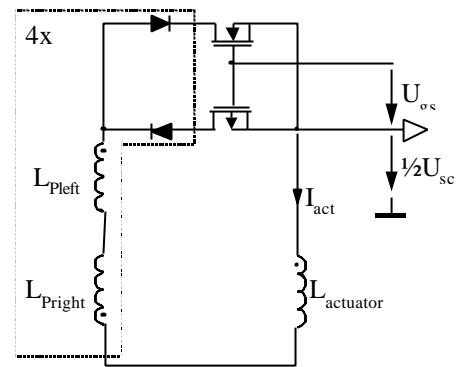 4x
U_gs
½U_sc
L_Pleft
I_act
L_Pright
L_actuator